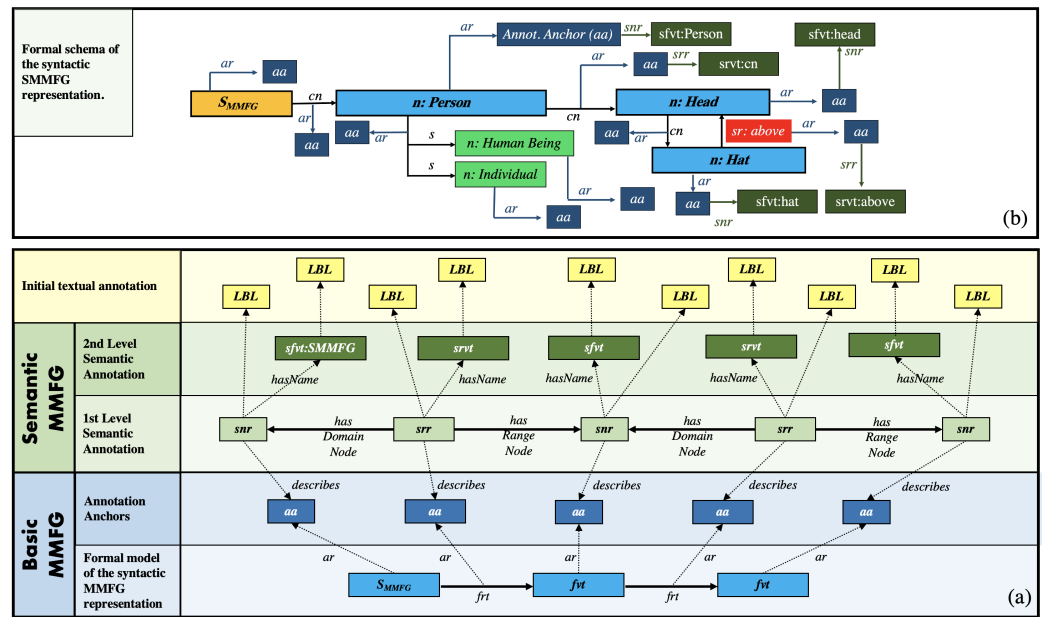 Formal schema of
the syntactic
SMMFG
representation.
ar
aa
S_MMFG
cn
ar
aa
n: Person
ar
Annot. Anchor (aa)
snr
sfvt:Person
aa
ar
s
n: Human Being
s
n: Individual
ar
aa
ar
aa
cn
ar
aa
srr
srvt:cn
n: Head
ar
aa
snr
sfvt:head
aa
ar
cn
sr: above
ar
aa
srr
srvt:above
n: Hat
ar
aa
snr
sfvt:hat
(b)
Initial textual annotation
LBL
LBL
LBL
LBL
LBL
LBL
LBL
LBL
LBL
LBL
Semantic
MMFG
2nd Level
Semantic
Annotation
sfvt:SMMFG
srvt
sfvt
srvt
sfvt
hasName
hasName
hasName
hasName
hasName
1st Level
Semantic
Annotation
snr
has
Domain
Node
srr
has
Range
Node
snr
has
Domain
Node
srr
has
Range
Node
snr
Basic
MMFG
Annotation
Anchors
describes
describes
describes
describes
describes
aa
aa
aa
aa
aa
Formal model
of the syntactic
MMFG
representation
ar
ar
ar
ar
ar
S_MMFG
frt
fvt
frt
fvt
(a)